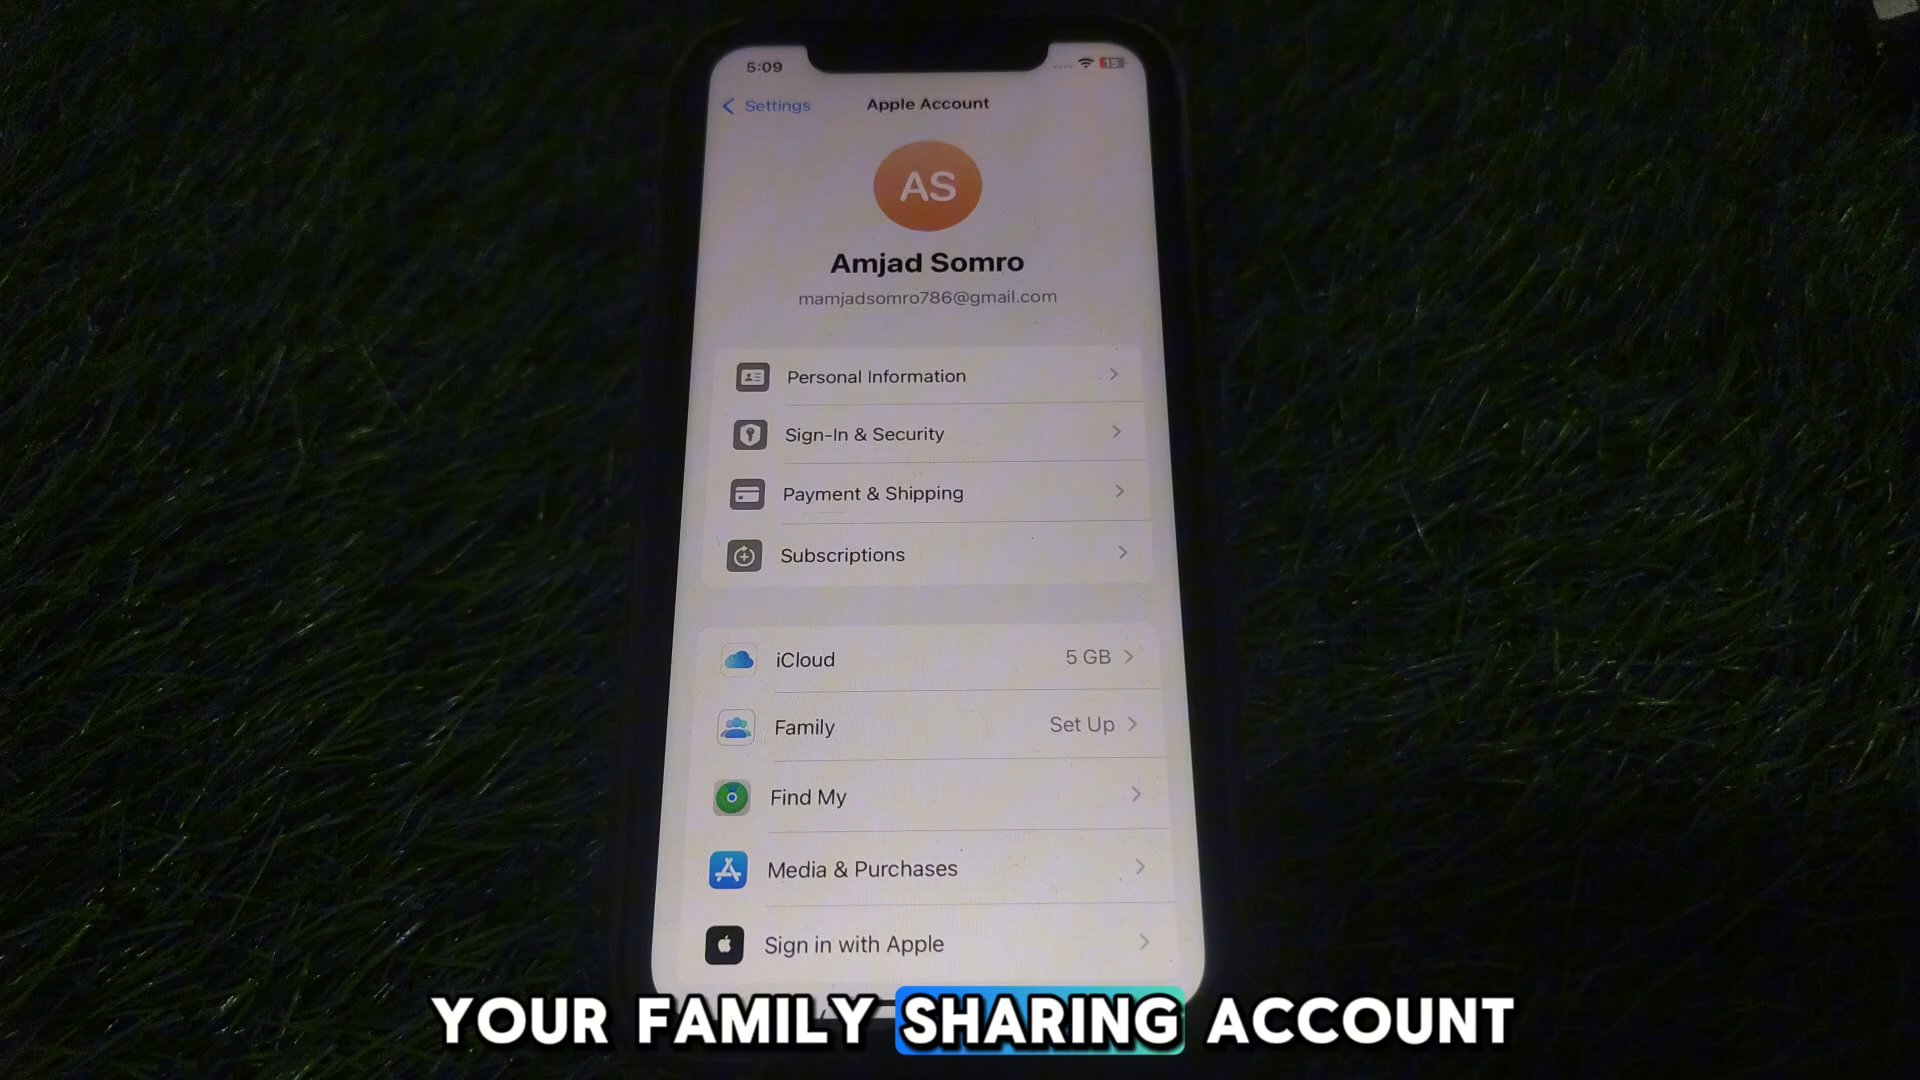 5:09
15
Settings
Apple Account
AS
Amjad Somro
mamjadsomro786@gmail.com
Personal Information
Sign-In & Security
Payment & Shipping
Subscriptions
iCloud 5 GB
Family Set Up
Find My
Media & Purchases
Sign in with Apple
YOUR FAMILY SHARING ACCOUNT